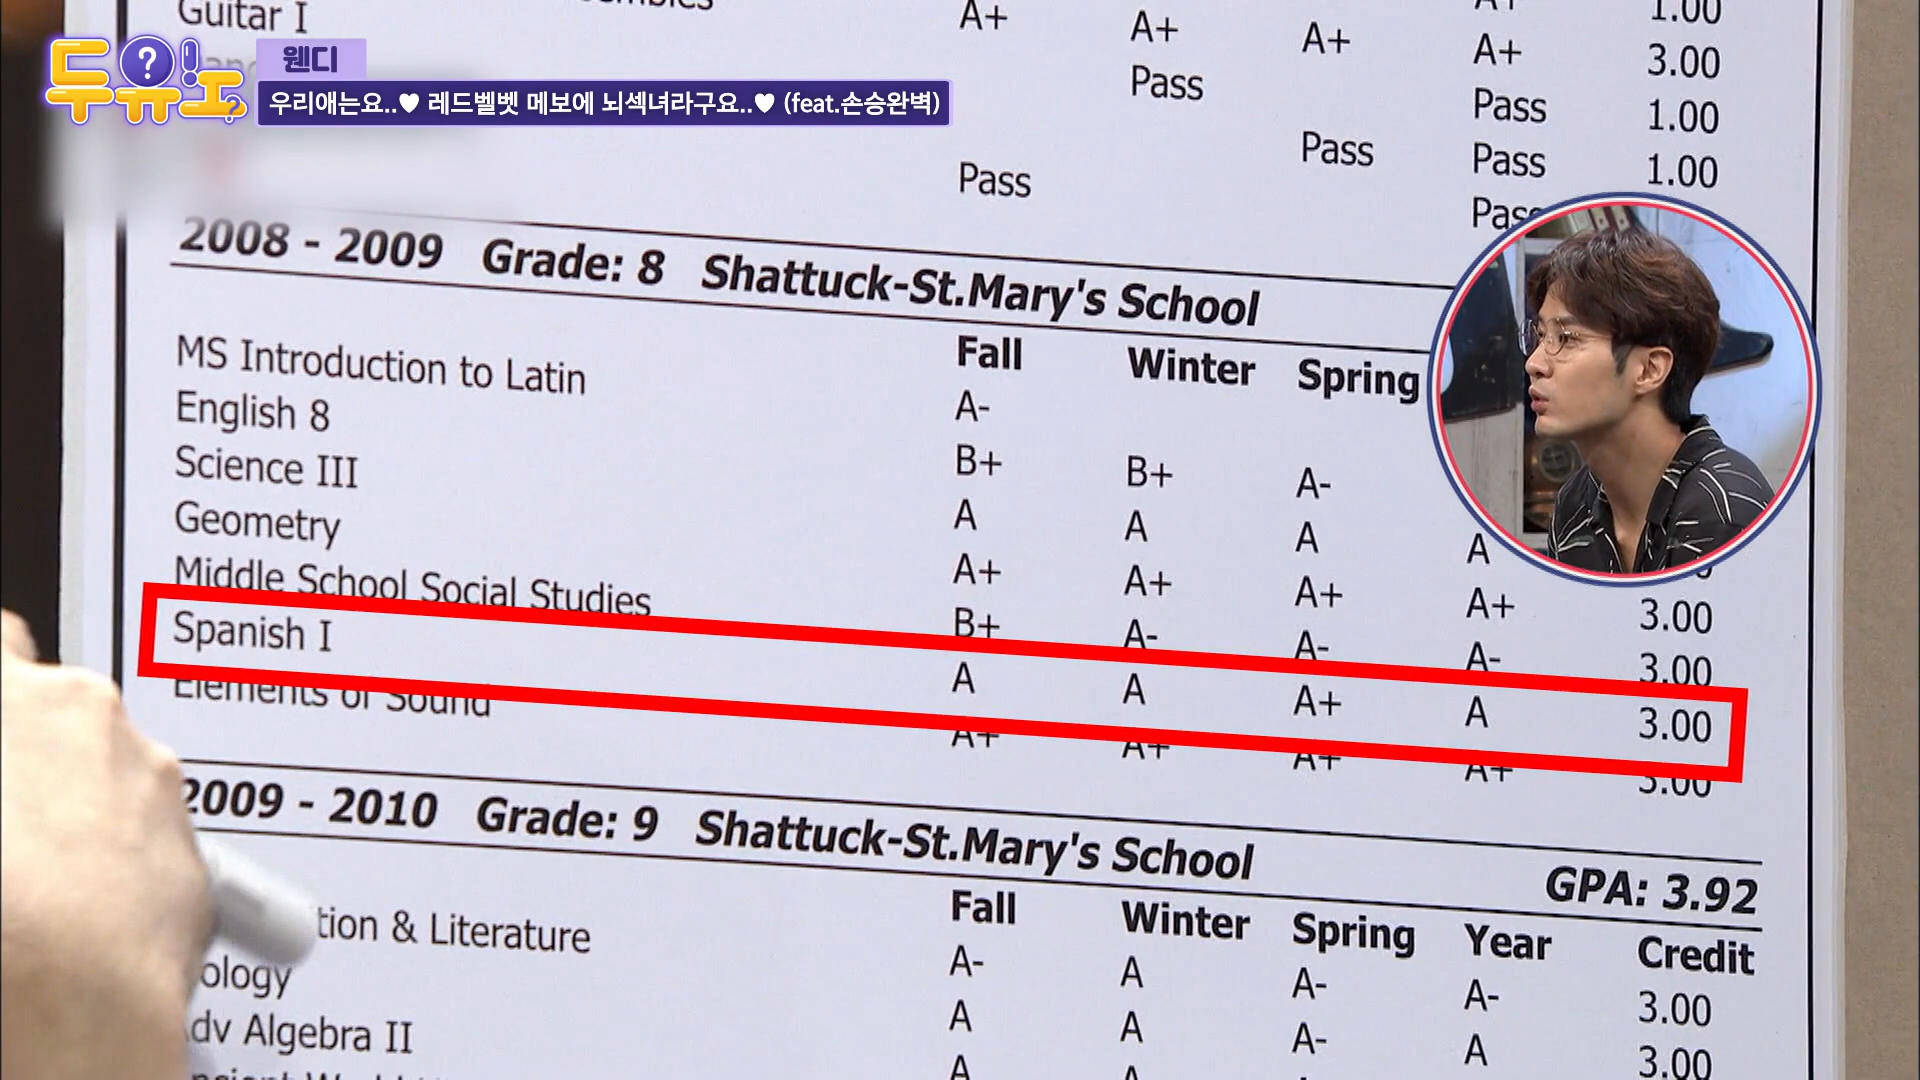 Guitar I A+ A+ A+ A+ 1.00
두유노
웬디
우리애는요..♥ 레드벨벳 메보에 뇌섹녀라구요..♥ (feat.손승완벽)
3.00
Pass Pass 1.00
Pass Pass 1.00
Pass
2008 - 2009 Grade: 8 Shattuck-St.Mary's School
Fall Winter Spring
MS Introduction to Latin A-
English 8 B+ B+ A-
Science III A A A A
Geometry A+ A+ A+ A+ 3.00
Middle School Social Studies B+ A- A- A- 3.00
Spanish I A A A+ A 3.00
Elements of Sound A+ A+ A+ A+ 3.00
2009 - 2010 Grade: 9 Shattuck-St.Mary's School GPA: 3.92
Fall Winter Spring Year Credit
tion & Literature A- A A- A- 3.00
ology A A A- A 3.00
Adv Algebra II A A